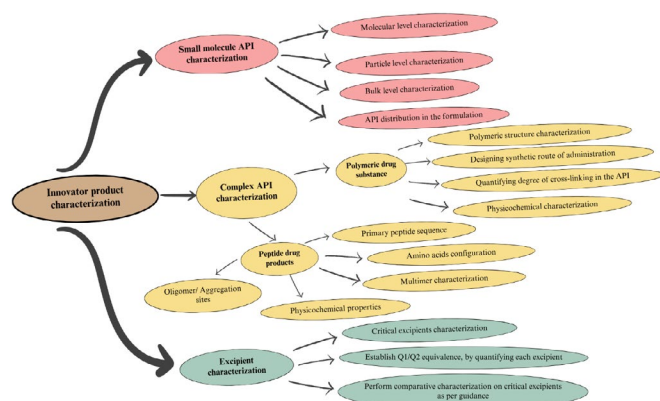 Small molecule API
characterization
Molecular level characterization
Particle level characterization
Bulk level characterization
API distribution in the formulation
Innovator product
characterization
Complex API
characterization
Polymeric drug
substance
Polymeric structure characterization
Designing synthetic route of administration
Quantifying degree of cross-linking in the API
Physicochemical characterization
Peptide drug
products
Primary peptide sequence
Amino acids configuration
Multimer characterization
Oligomer/ Aggregation
sites
Physicochemical properties
Excipient
characterization
Critical excipients characterization
Establish Q1/Q2 equivalence, by quantifying each excipient
Perform comparative characterization on critical excipients
as per guidance